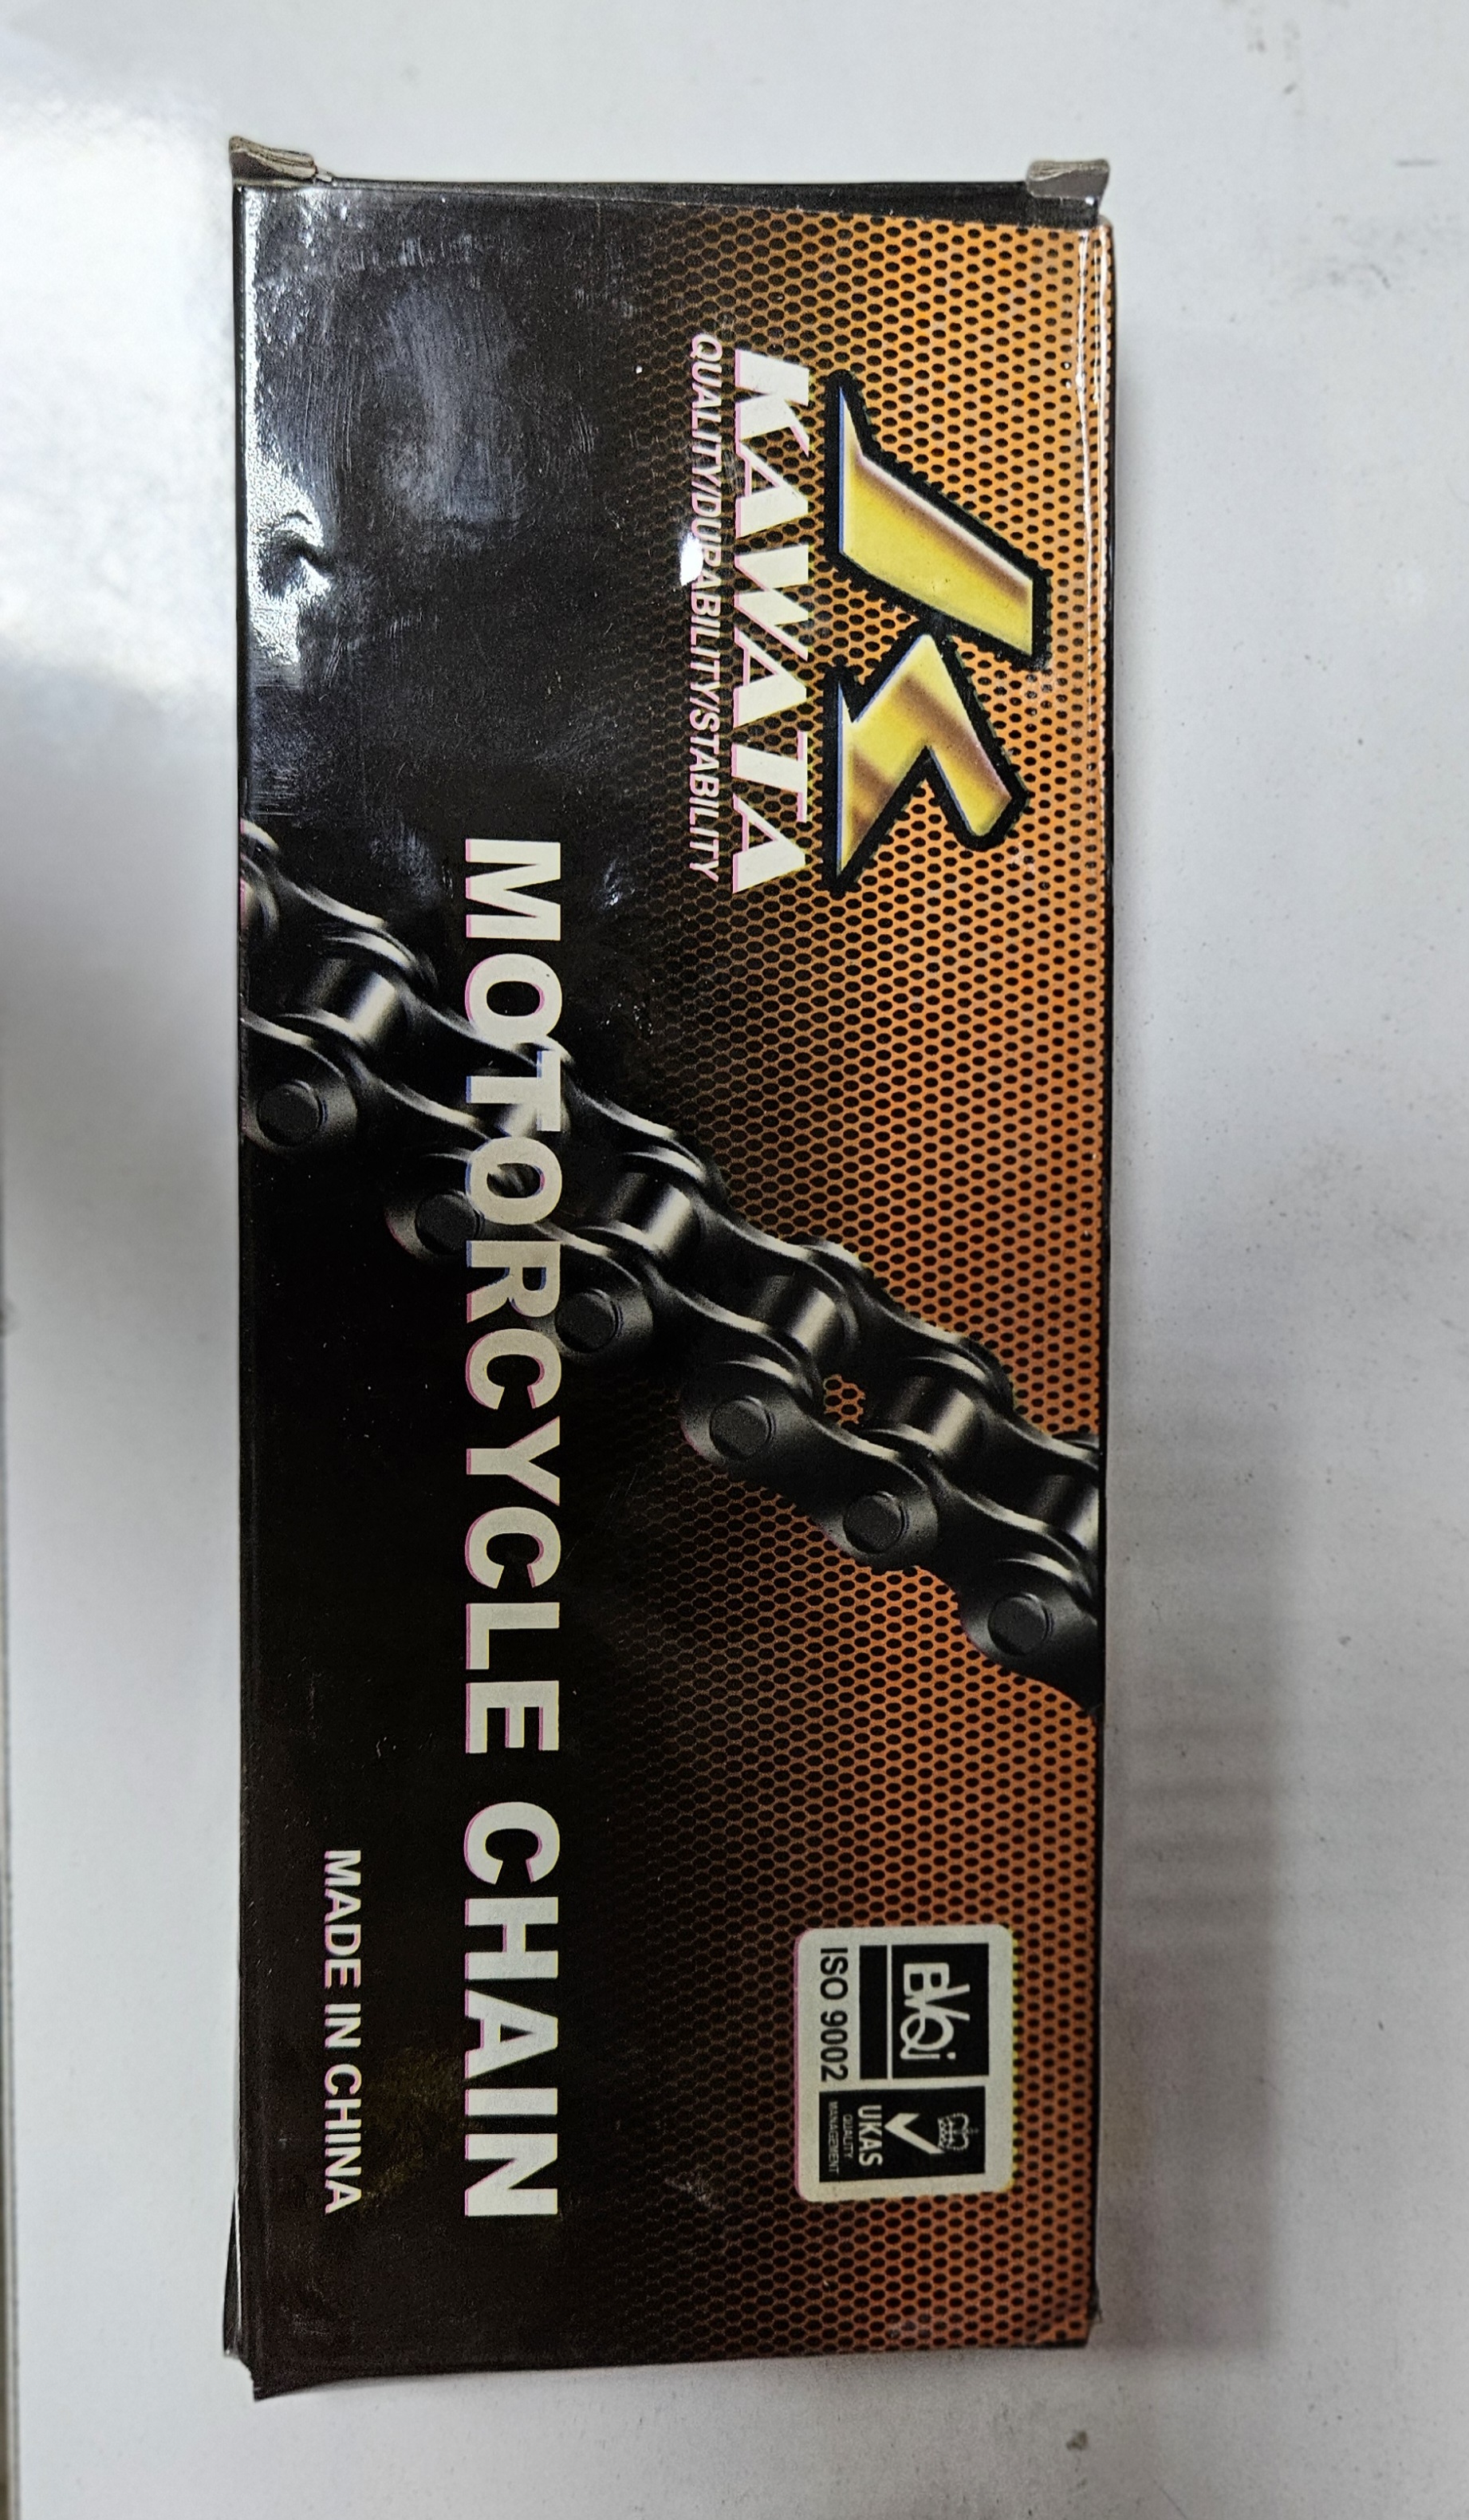 KAWATA
QUALITY/DURABILITY/STABILITY
MOTORCYCLE CHAIN
MADE IN CHINA
ISO 9002
UKAS
QUALITY
MANAGEMENT